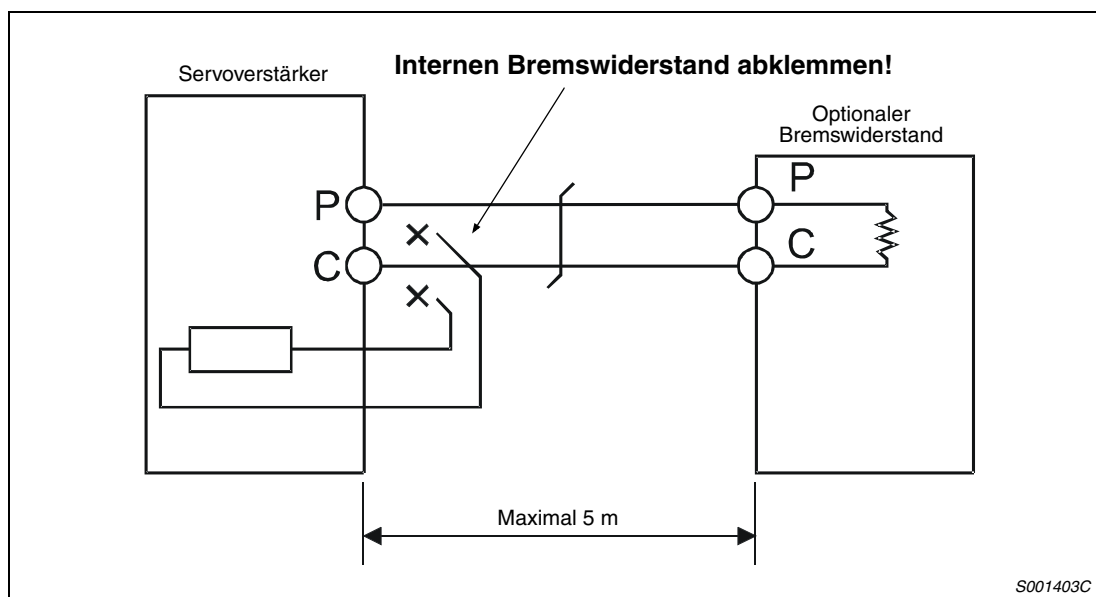 Internen Bremswiderstand abklemmen!
Servoverstärker
Optionaler
Bremswiderstand
P
P
C
C
Maximal 5 m
S001403C